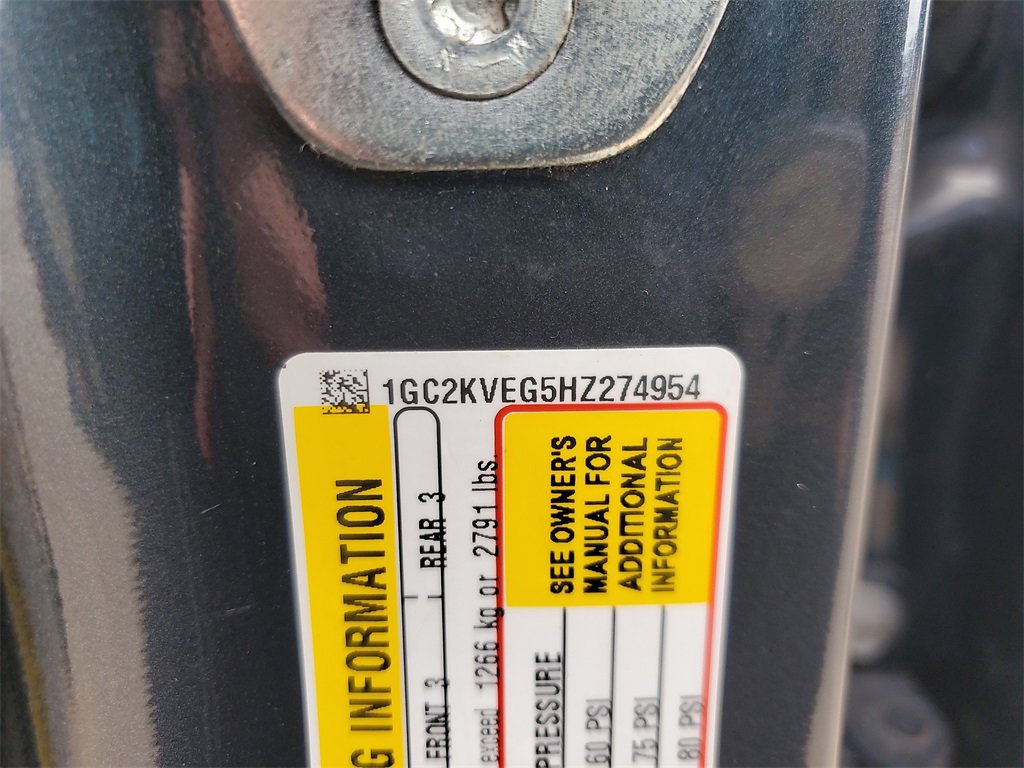 1GC2KVEG5HZ274954
G INFORMATION
FRONT 3 REAR 3
exceed 1266 kg or 2791 lbs.
SEE OWNER'S
MANUAL FOR
ADDITIONAL
INFORMATION
PRESSURE
60 PSI
75 PSI
80 PSI